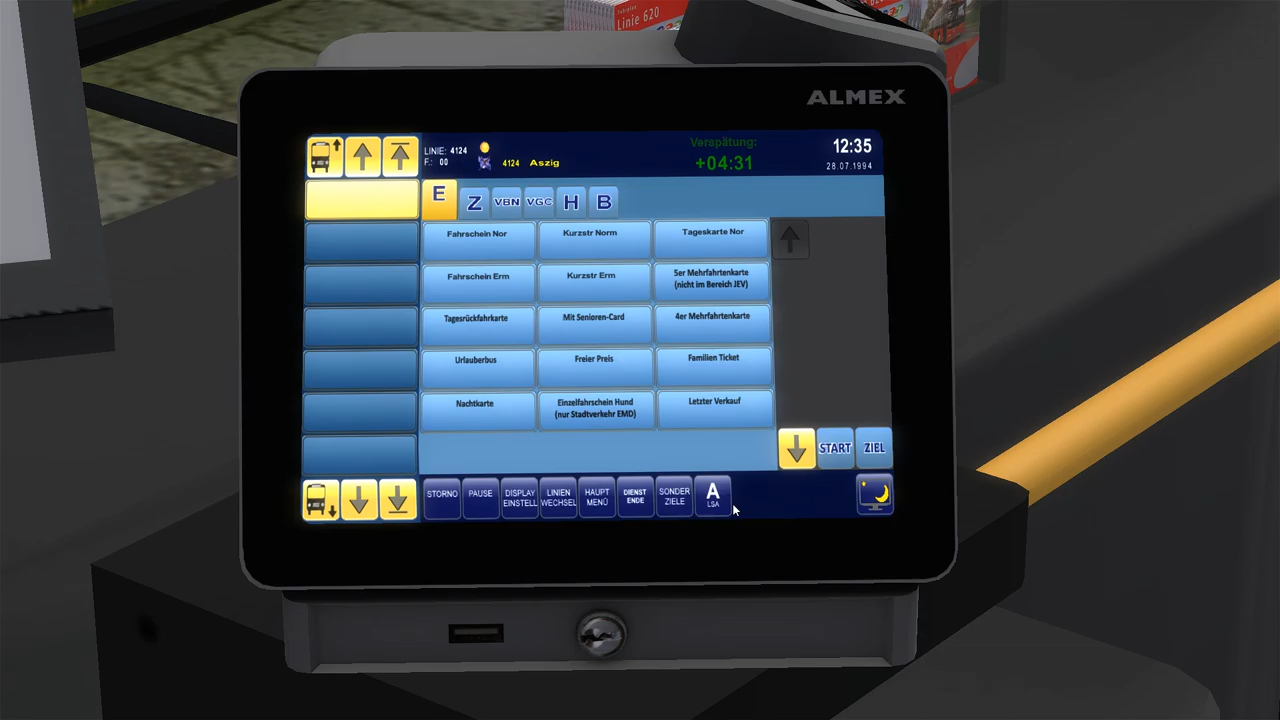 Fahrplan
Linie 620
ALMEX
LINIE: 4124
F.: 00
4124 Aszig
Verspätung:
+04:31
12:35
28.07.1994
E
Z
VBN
VGC
H
B
Fahrschein Nor
Kurzstr Norm
Tageskarte Nor
Fahrschein Erm
Kurzstr Erm
5er Mehrfahrtenkarte
(nicht im Bereich JEV)
Tagesrückfahrkarte
Mit Senioren-Card
4er Mehrfahrtenkarte
Urlauberbus
Freier Preis
Familien Ticket
Nachtkarte
Einzelfahrschein Hund
(nur Stadtverkehr EMD)
Letzter Verkauf
START
ZIEL
STORNO
PAUSE
DISPLAY
EINSTELL
LINIEN
WECHSEL
HAUPT
MENÜ
DIENST
ENDE
SONDER
ZIELE
A
LSA